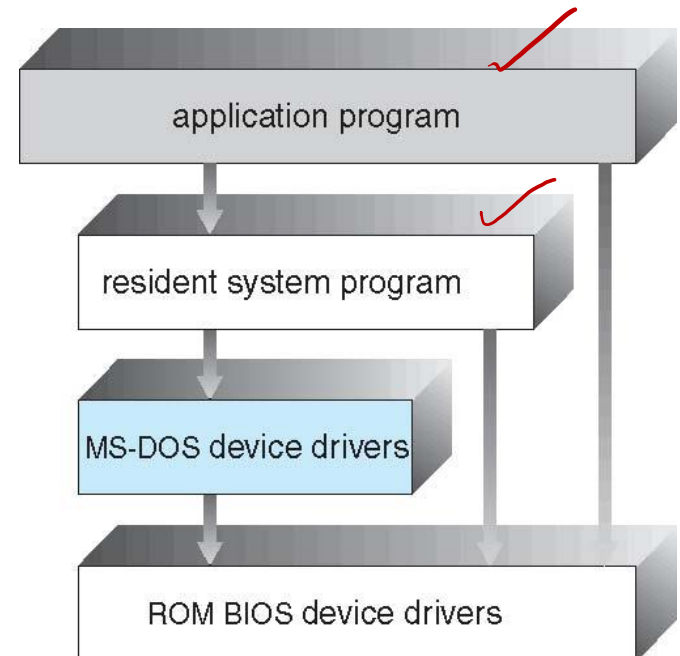 application program
resident system program
MS-DOS device drivers
ROM BIOS device drivers